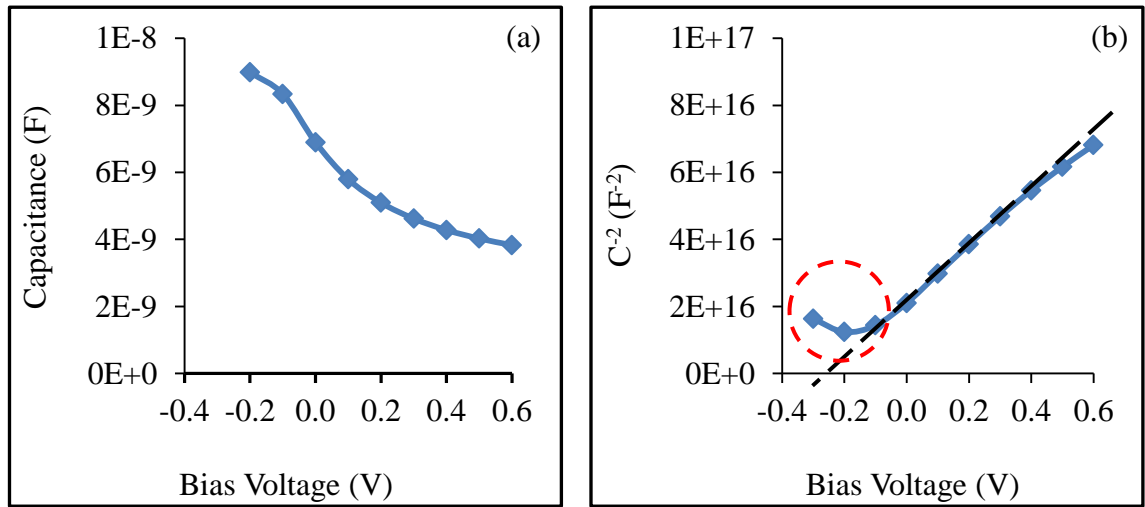 (a)
1E-8
8E-9
6E-9
4E-9
2E-9
0E+0
-0.4 -0.2 0.0 0.2 0.4 0.6
Capacitance (F)
Bias Voltage (V)
(b)
1E+17
8E+16
6E+16
4E+16
2E+16
0E+0
-0.4 -0.2 0.0 0.2 0.4 0.6
C⁻² (F⁻²)
Bias Voltage (V)